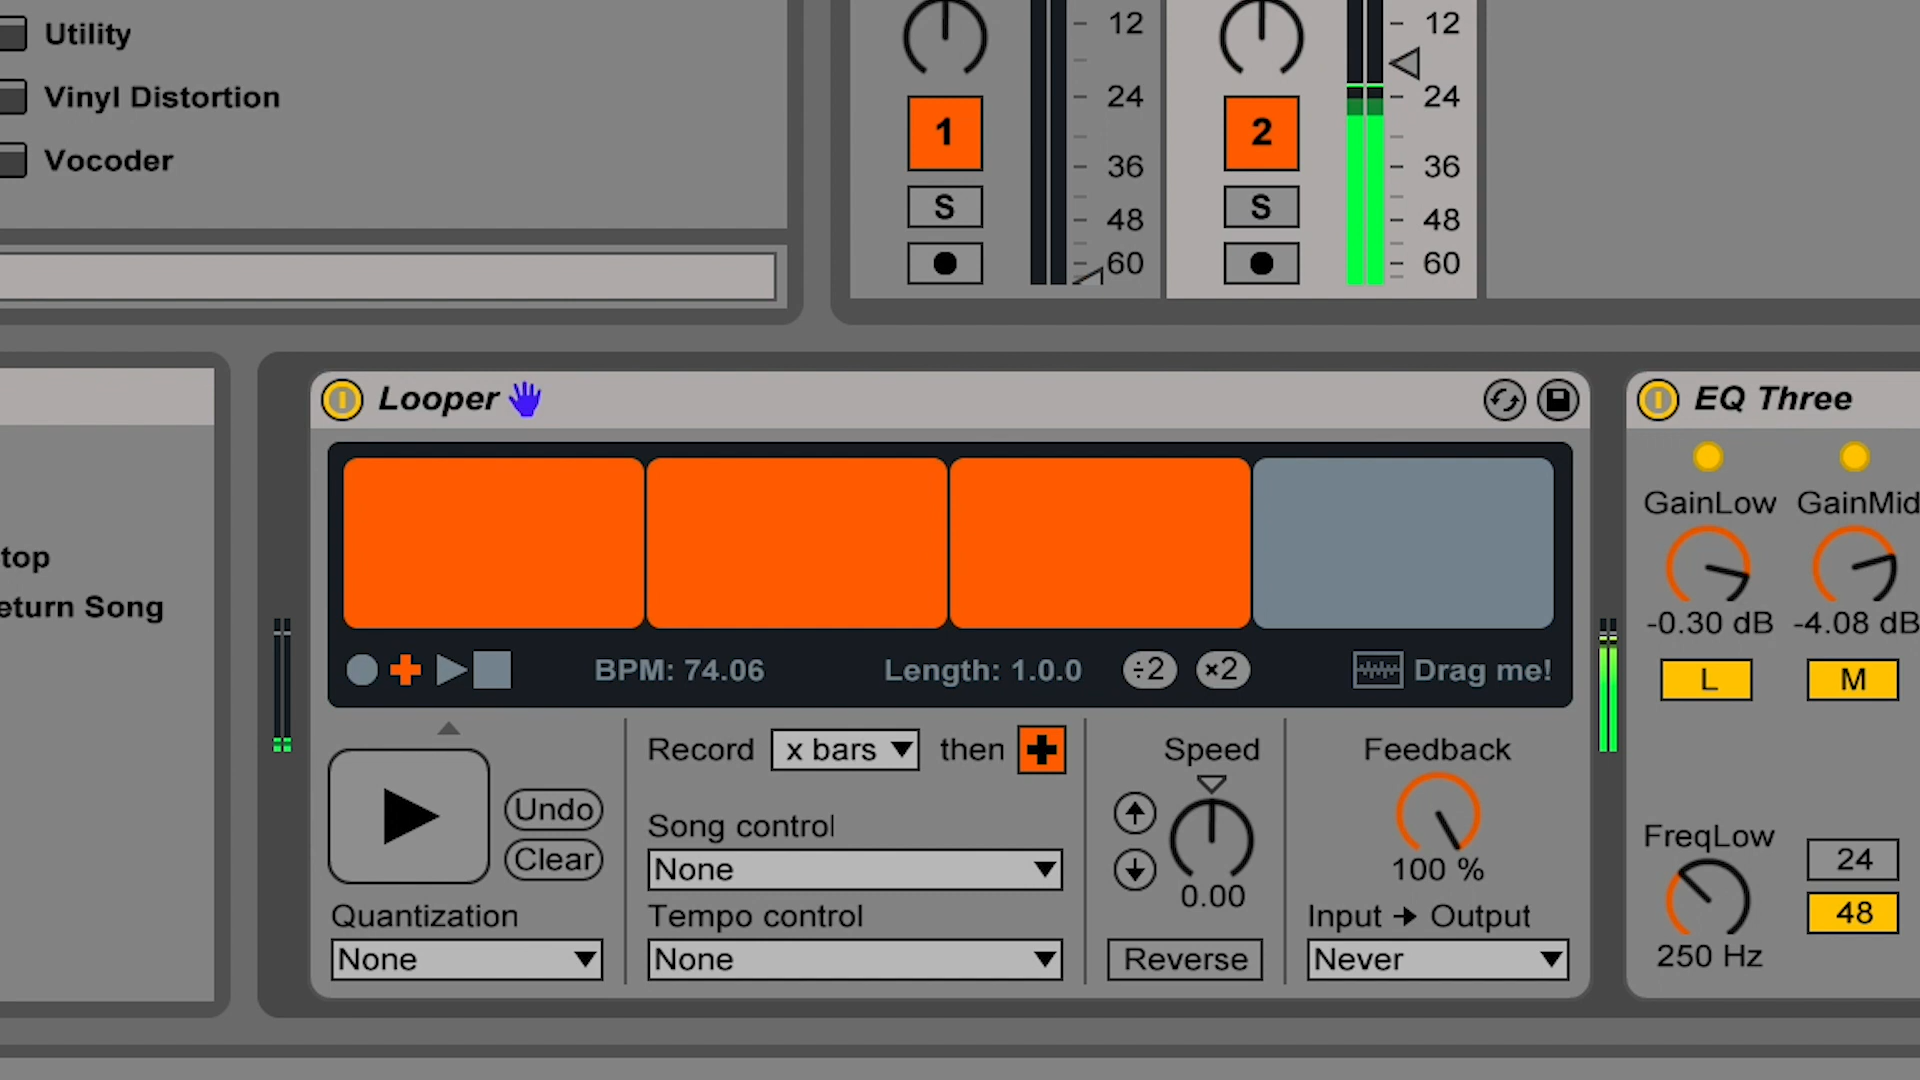 Utility
Vinyl Distortion
Vocoder
12
24
36
48
60
1
S
12
24
36
48
60
2
S
top
eturn Song
Looper
BPM: 74.06
Length: 1.0.0
÷2
×2
Drag me!
Undo
Clear
Quantization
None
Record x bars then
Song control
None
Tempo control
None
Speed
0.00
Reverse
Feedback
100 %
Input → Output
Never
EQ Three
GainLow
GainMid
-0.30 dB
-4.08 dB
L
M
FreqLow
250 Hz
24
48